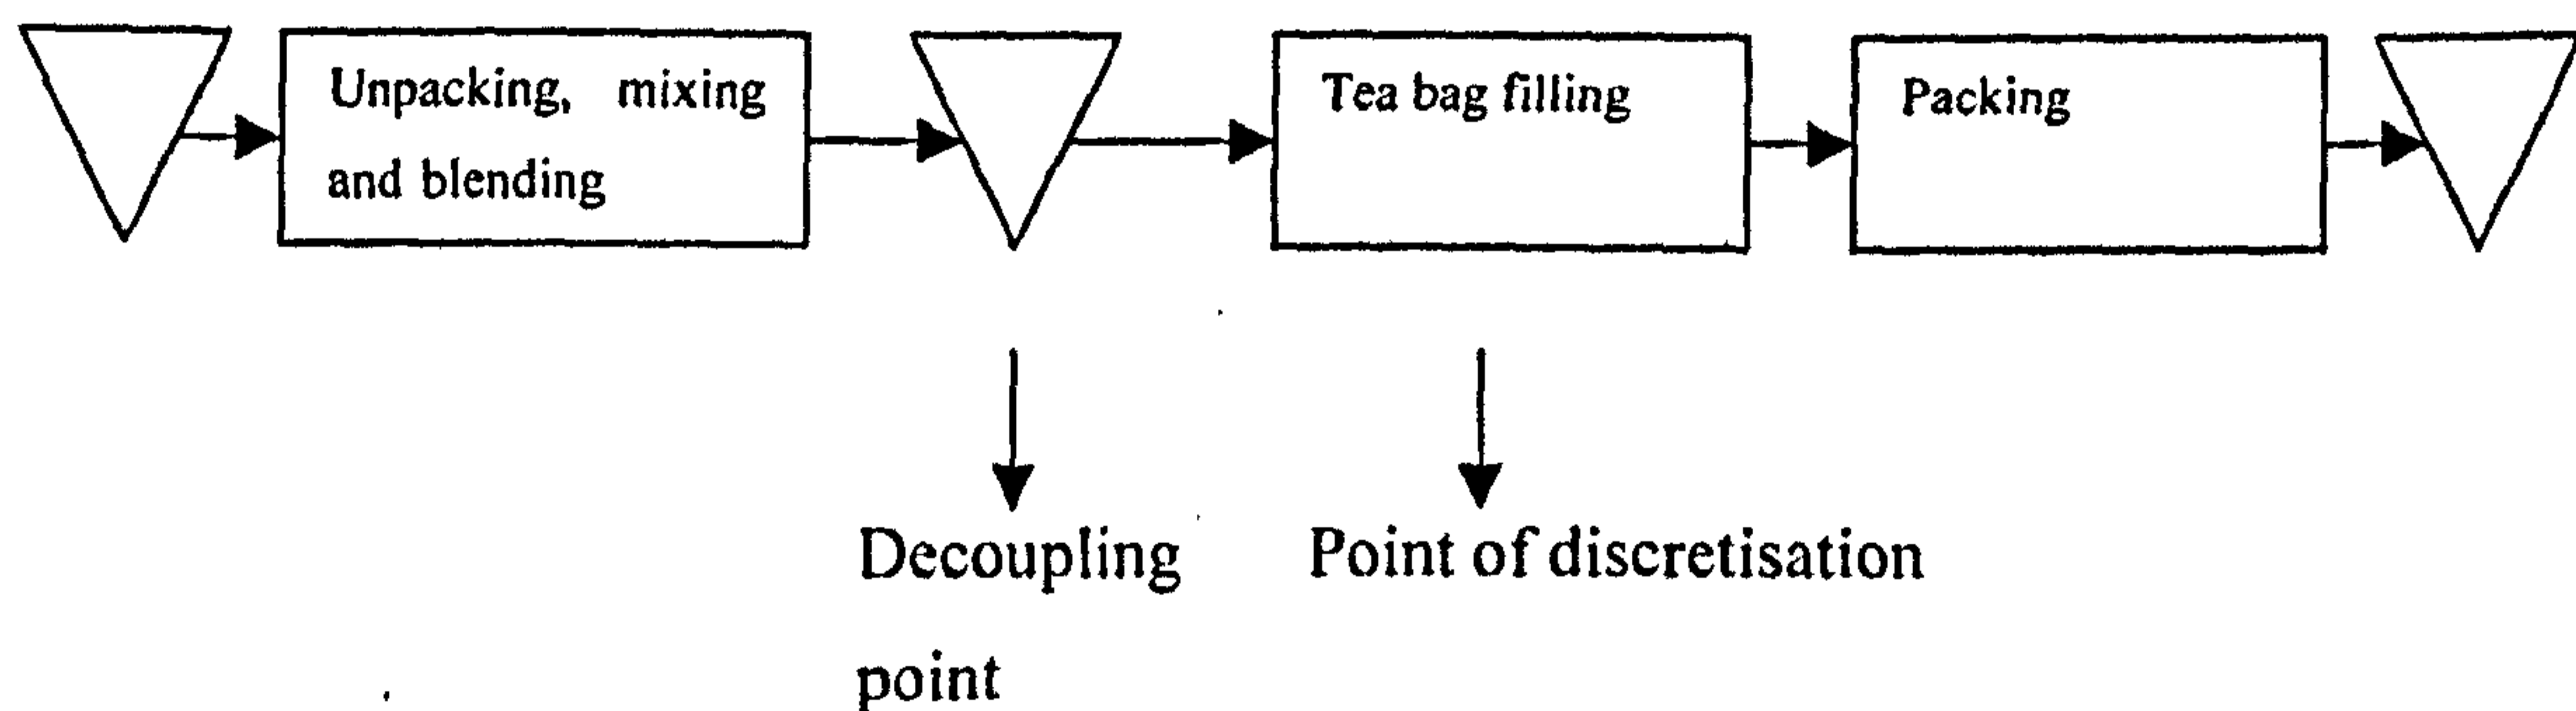 Unpacking, mixing
and blending
Tea bag filling
Packing
Decoupling
point
Point of discretisation